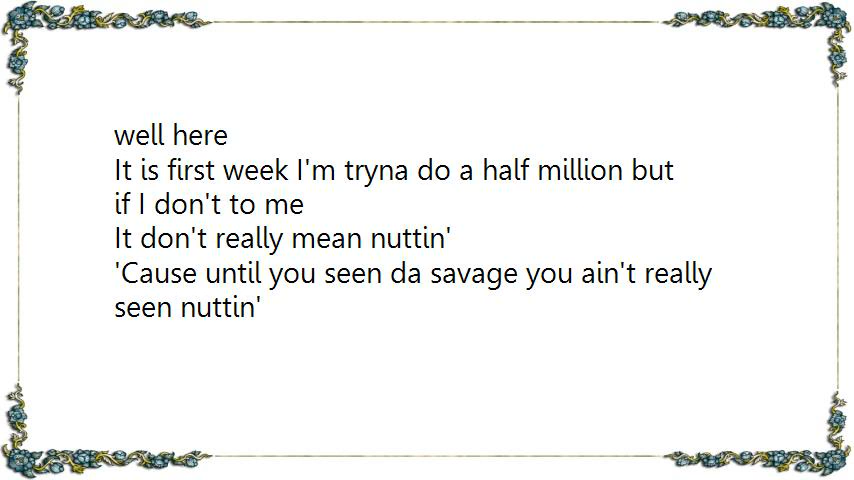 well here
It is first week I'm tryna do a half million but
if I don't to me
It don't really mean nuttin'
'Cause until you seen da savage you ain't really
seen nuttin'